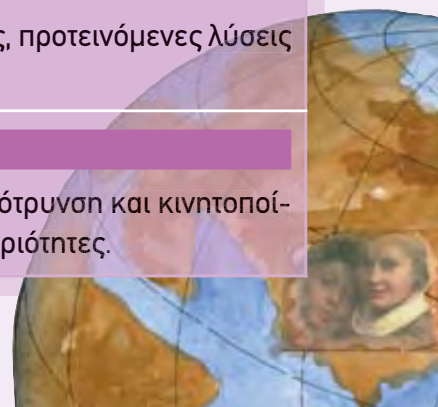 , προτεινόμενες λύσεις
ότρυνση και κινητοποί-
ριότητες.